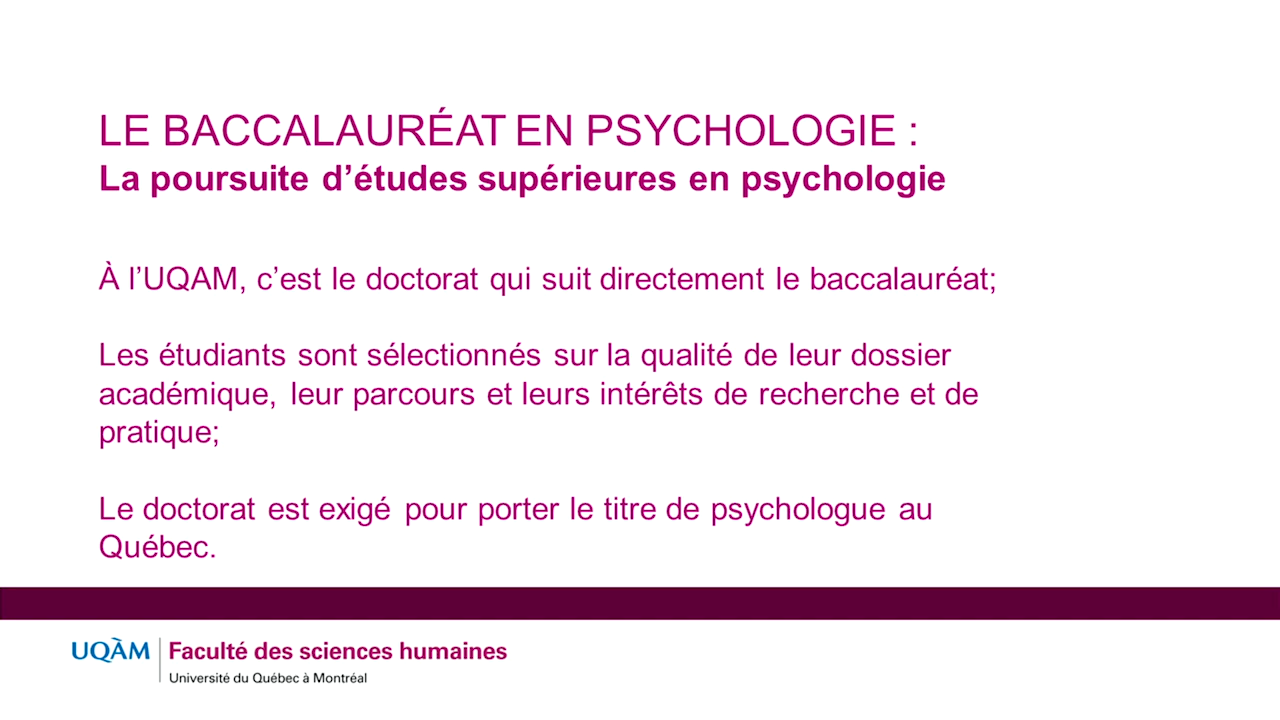 LE BACCALAURÉAT EN PSYCHOLOGIE :
La poursuite d’études supérieures en psychologie
À l’UQAM, c’est le doctorat qui suit directement le baccalauréat;
Les étudiants sont sélectionnés sur la qualité de leur dossier
académique, leur parcours et leurs intérêts de recherche et de
pratique;
Le doctorat est exigé pour porter le titre de psychologue au
Québec.
UQÀM Faculté des sciences humaines
Université du Québec à Montréal